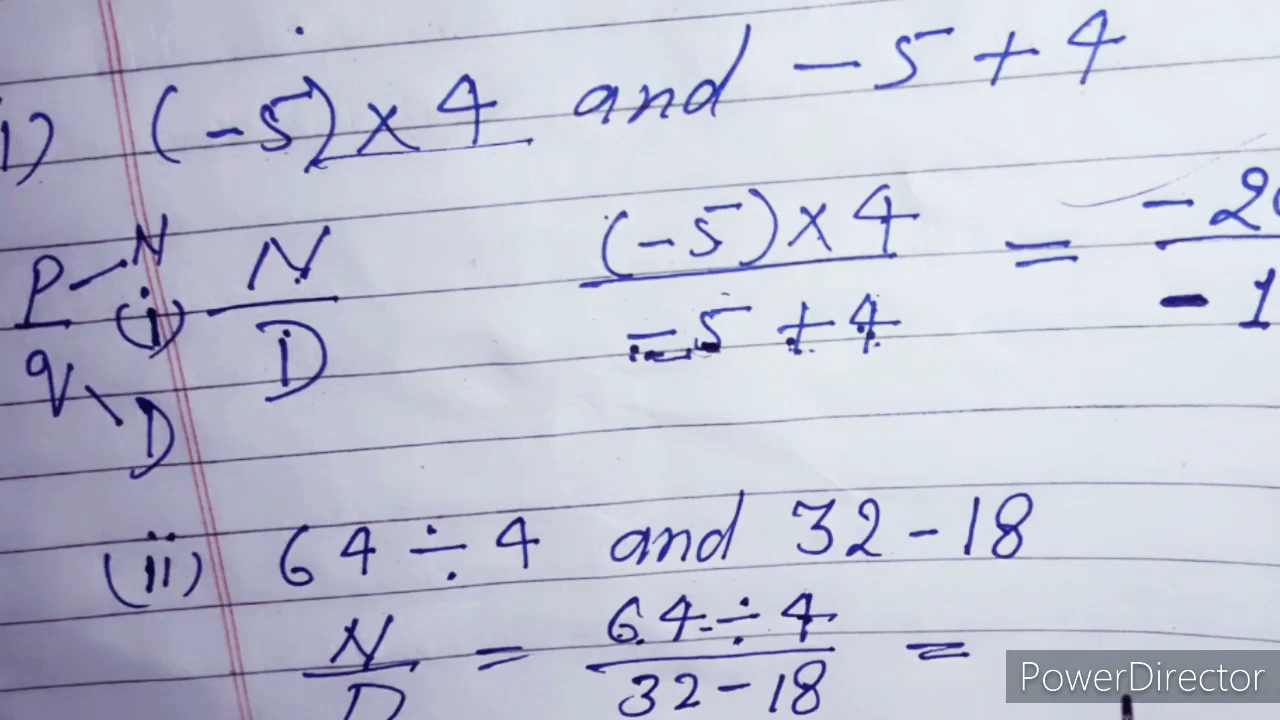 i) (-5) × 4 and -5 + 4
P N N (-5) × 4 = -20
(i)
q D D -5 + 4 -1
(ii) 64 ÷ 4 and 32 - 18
N = 64 ÷ 4 =
D 32 - 18
PowerDirector